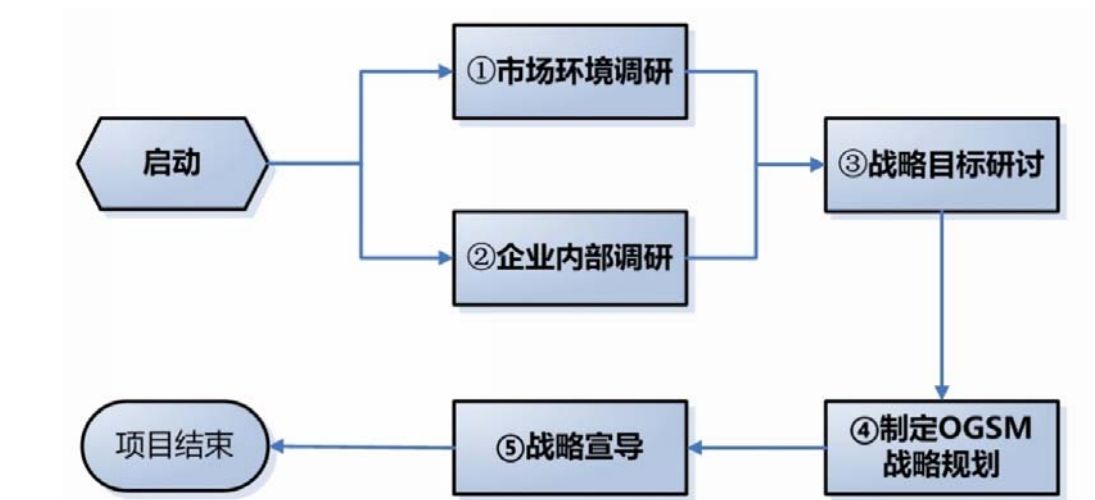 启动
①市场环境调研
②企业内部调研
③战略目标研讨
④制定OGSM
战略规划
⑤战略宣导
项目结束